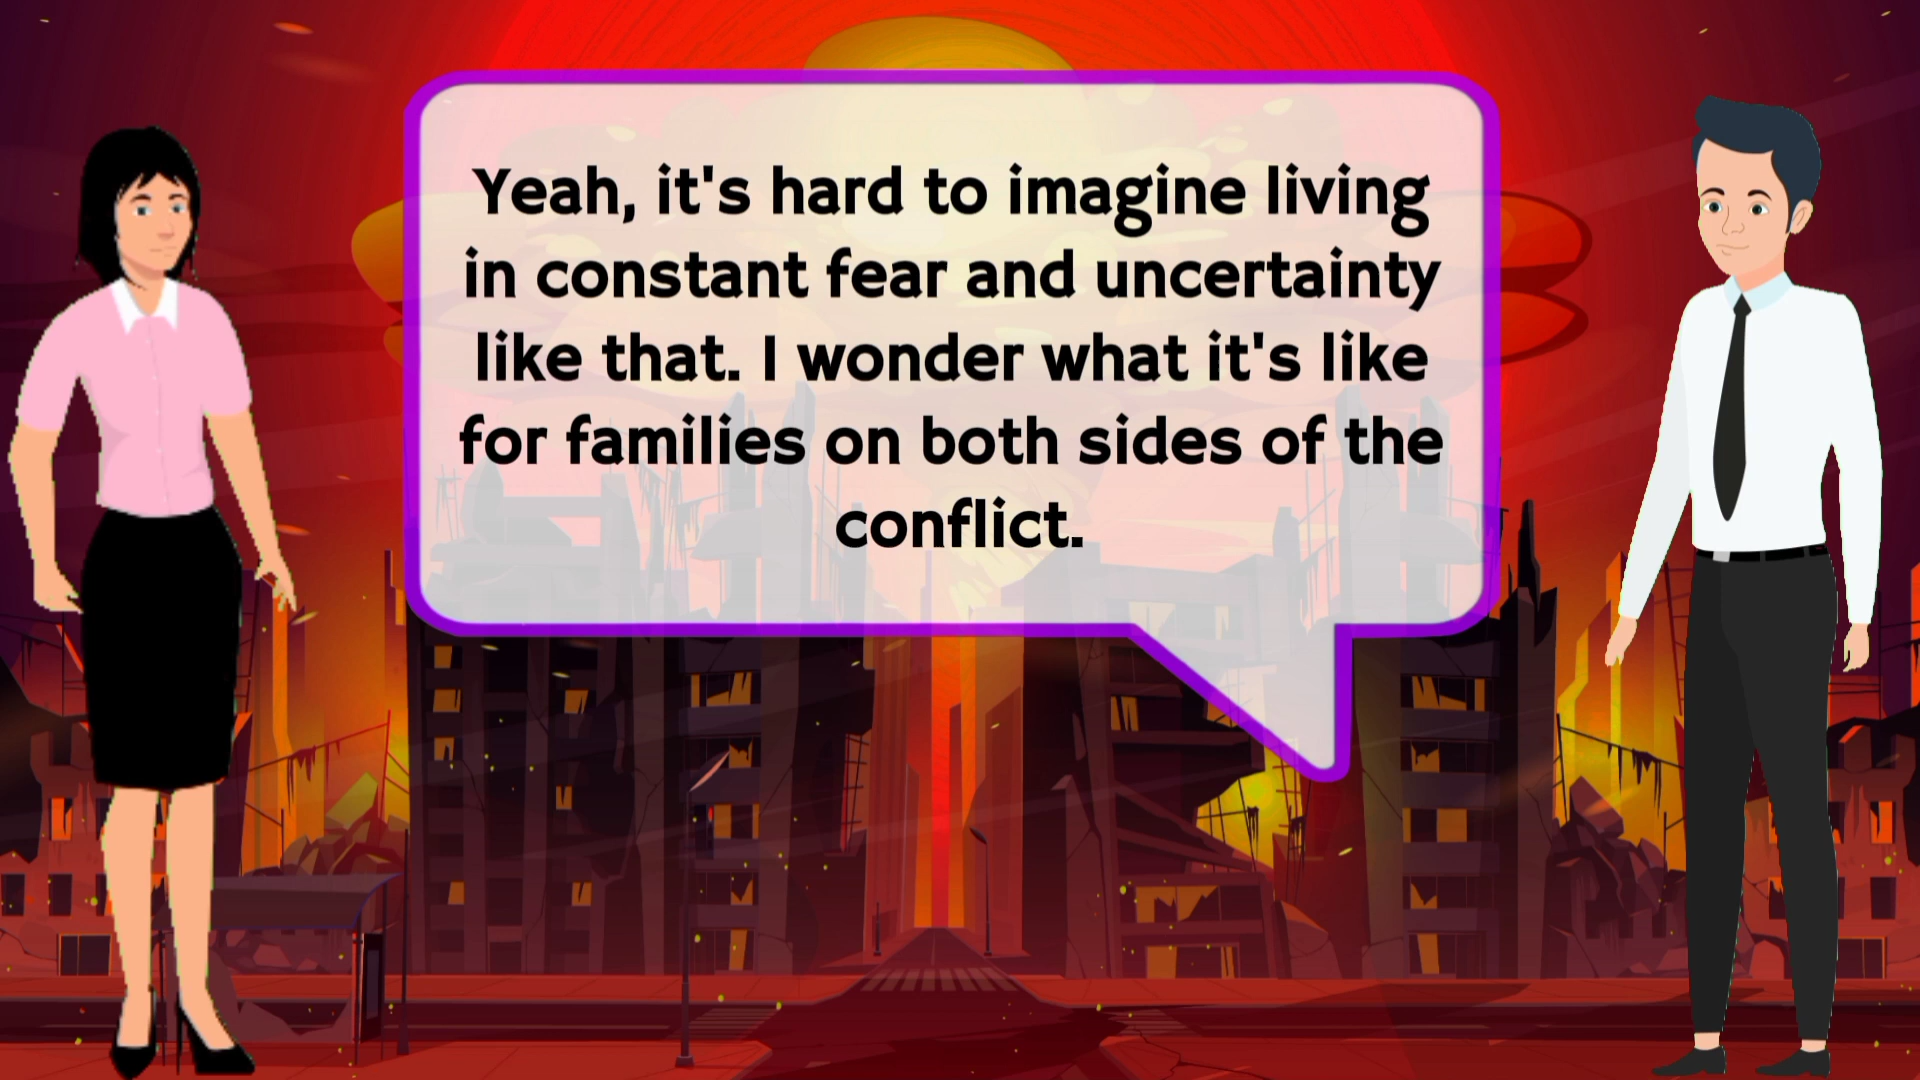 Yeah, it's hard to imagine living
in constant fear and uncertainty
like that. I wonder what it's like
for families on both sides of the
conflict.